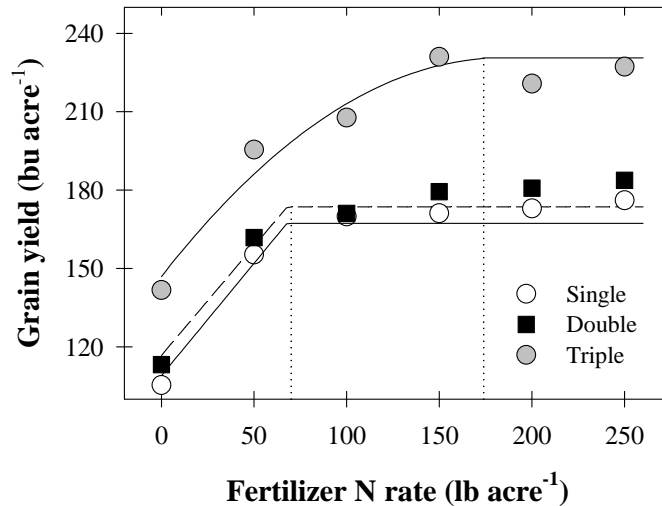 Grain yield (bu acre⁻¹)
240
210
180
150
120
Single
Double
Triple
0 50 100 150 200 250
Fertilizer N rate (lb acre⁻¹)